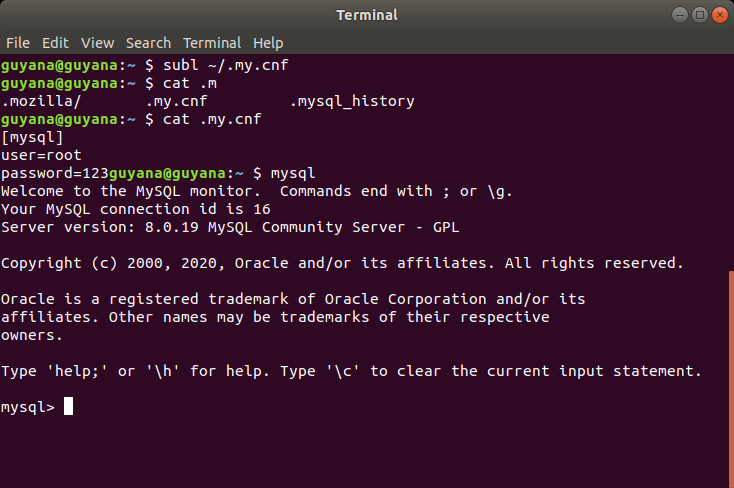 Terminal
File Edit View Search Terminal Help
guyana@guyana:~ $ subl ~/.my.cnf
guyana@guyana:~ $ cat .m
.mozilla/       .my.cnf         .mysql_history
guyana@guyana:~ $ cat .my.cnf
[mysql]
user=root
password=123guyana@guyana:~ $ mysql
Welcome to the MySQL monitor.  Commands end with ; or \g.
Your MySQL connection id is 16
Server version: 8.0.19 MySQL Community Server - GPL
Copyright (c) 2000, 2020, Oracle and/or its affiliates. All rights reserved.
Oracle is a registered trademark of Oracle Corporation and/or its
affiliates. Other names may be trademarks of their respective
owners.
Type 'help;' or '\h' for help. Type '\c' to clear the current input statement.
mysql>